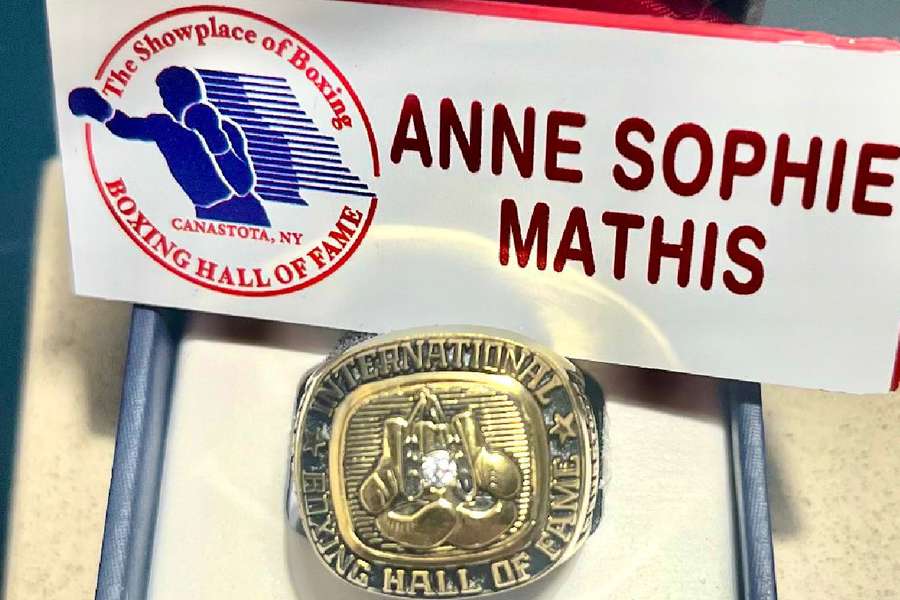 The Showplace of Boxing
CANASTOTA, NY
BOXING HALL OF FAME
ANNE SOPHIE
MATHIS
INTERNATIONAL
BOXING HALL OF FAME